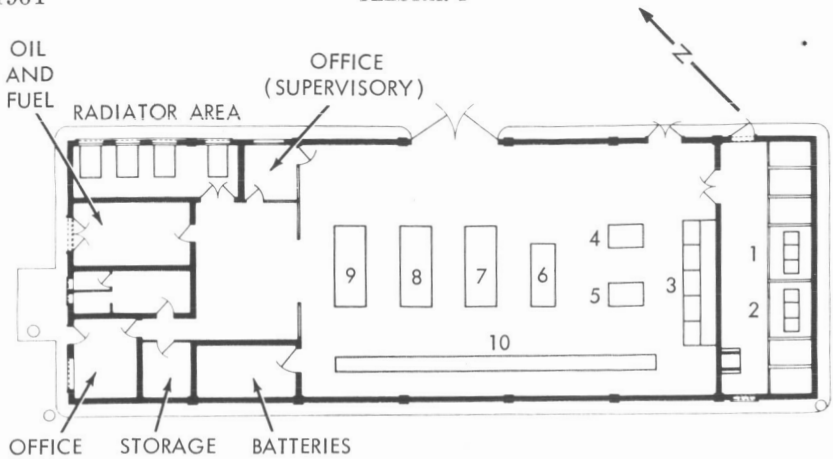 OIL
AND
FUEL
RADIATOR AREA
OFFICE
(SUPERVISORY)
N
1
2
3
4
5
6
7
8
9
10
OFFICE
STORAGE
BATTERIES